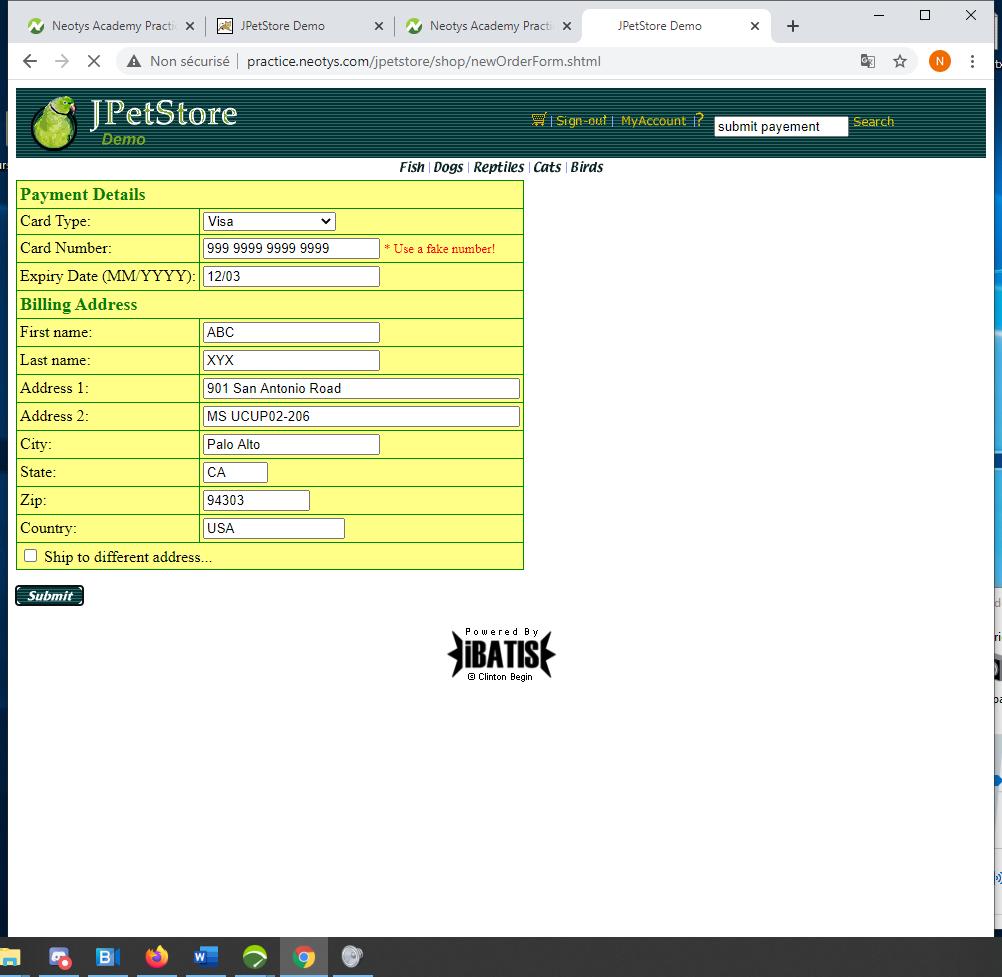 Neotys Academy Practi
JPetStore Demo
Neotys Academy Practi
JPetStore Demo
Non sécurisé | practice.neotys.com/jpetstore/shop/newOrderForm.shtml
N
JPetStore
Demo
| Sign-out | MyAccount | ? submit payement Search
Fish | Dogs | Reptiles | Cats | Birds
Payment Details
Card Type: Visa
Card Number: 999 9999 9999 9999 * Use a fake number!
Expiry Date (MM/YYYY): 12/03
Billing Address
First name: ABC
Last name: XYX
Address 1: 901 San Antonio Road
Address 2: MS UCUP02-206
City: Palo Alto
State: CA
Zip: 94303
Country: USA
Ship to different address...
Submit
Powered By
iBATIS
© Clinton Begin